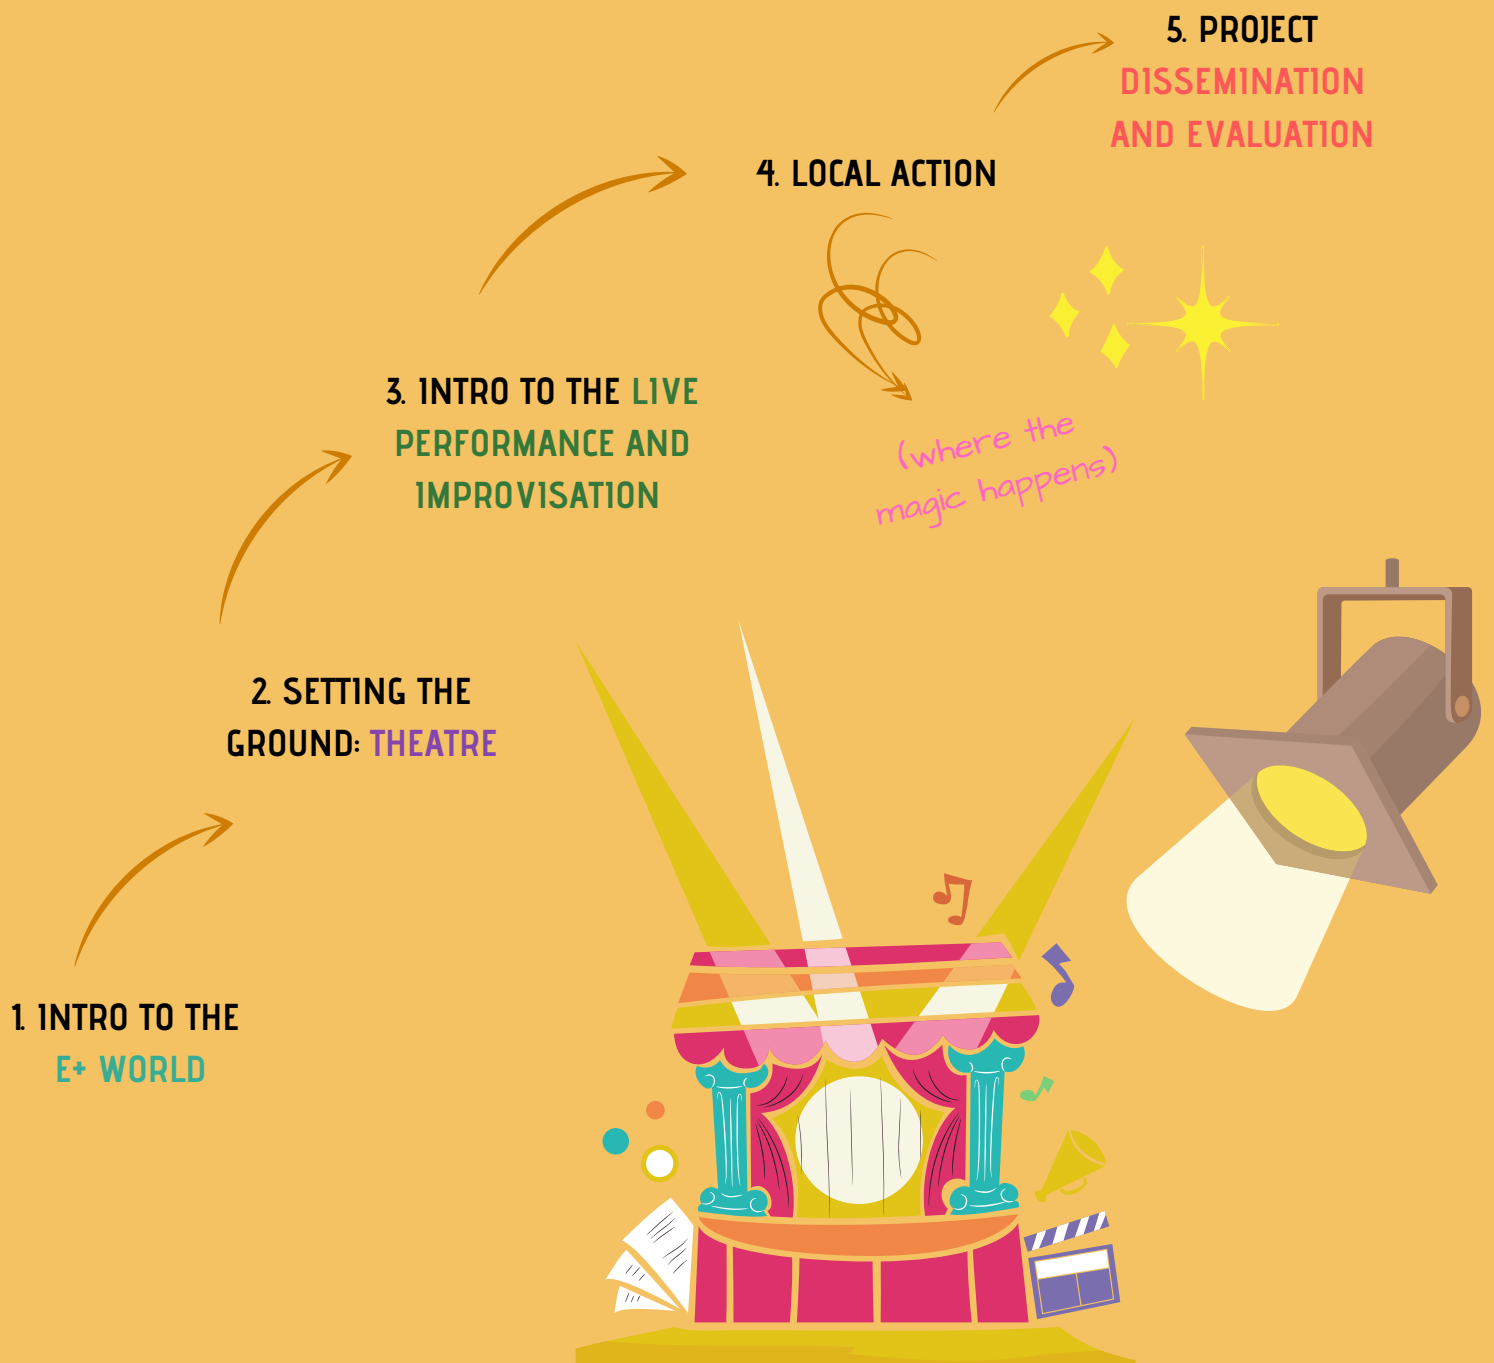 5. PROJECT
DISSEMINATION
AND EVALUATION
4. LOCAL ACTION
(where the
magic happens)
3. INTRO TO THE LIVE
PERFORMANCE AND
IMPROVISATION
2. SETTING THE
GROUND: THEATRE
1. INTRO TO THE
E+ WORLD